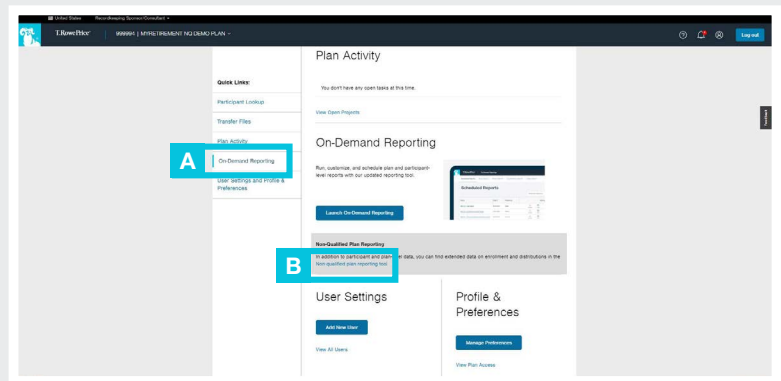 United States Recordkeeping Sponsor/Consultant
T.RowePrice 999994 | MYRETIREMENT NQ DEMO PLAN
Log out
Plan Activity
Quick Links:
You don't have any open tasks at this time.
Participant Lookup
View Open Projects
Transfer Files
Plan Activity
On-Demand Reporting
A
On-Demand Reporting
Run, customize, and schedule plan and participant-
level reports with our updated reporting tool.
User Settings and Profile &
Preferences
Scheduled Reports
Launch On-Demand Reporting
Feedback
Non-Qualified Plan Reporting
In addition to participant and plan-level data, you can find extended data on enrollment and distributions in the
Non-qualified plan reporting tool
B
User Settings
Profile &
Preferences
Add New User
Manage Preferences
View All Users
View Plan Access